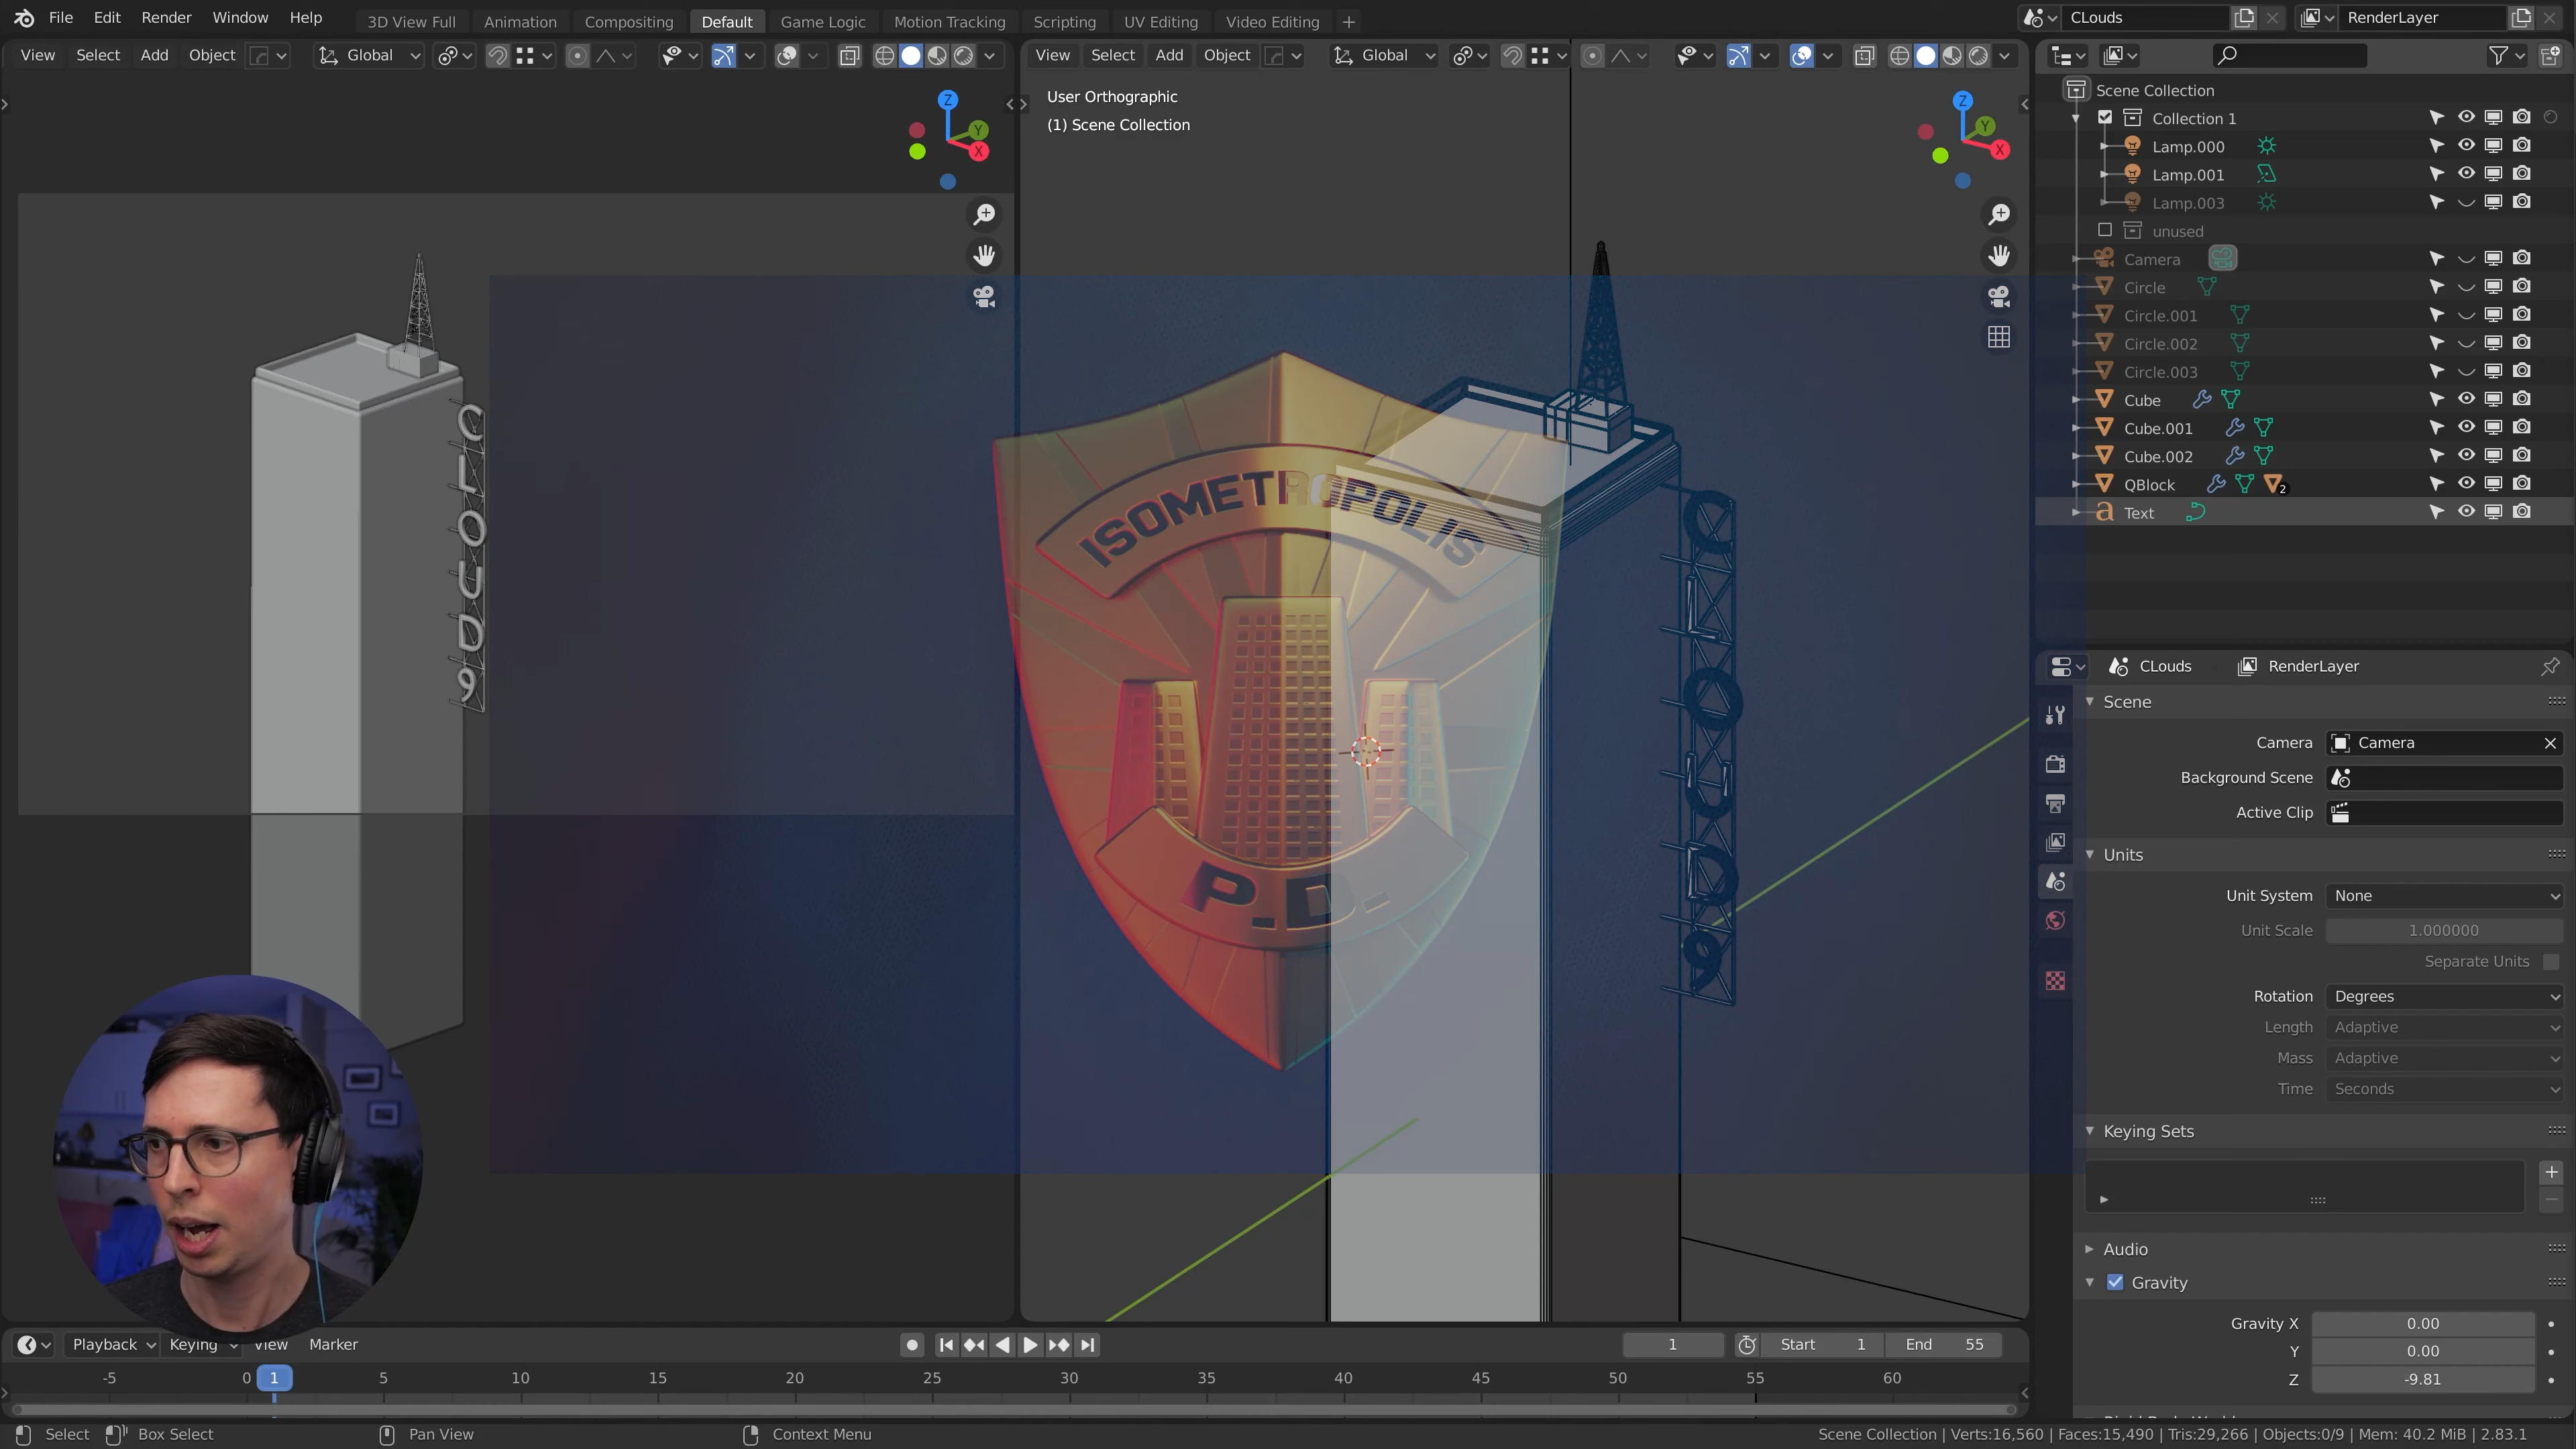 File Edit Render Window Help
3D View Full Animation Compositing Default Game Logic Motion Tracking Scripting UV Editing Video Editing +
CLouds RenderLayer
View Select Add Object Global
View Select Add Object Global
User Orthographic
(1) Scene Collection
Z
Y
X
Z
Y
X
Scene Collection
Collection 1
Lamp.000
Lamp.001
Lamp.003
unused
Camera
Circle
Circle.001
Circle.002
Circle.003
Cube
Cube.001
Cube.002
QBlock 2
Text
CLOUD9
ISOMETROPOLIS
P.D.
CLOUD9
CLouds RenderLayer
Scene
Camera Camera
Background Scene
Active Clip
Units
Unit System None
Unit Scale 1.000000
Separate Units
Rotation Degrees
Length Adaptive
Mass Adaptive
Time Seconds
Keying Sets
Audio
Gravity
Gravity X 0.00
Y 0.00
Z -9.81
Playback Keying View Marker
1 Start 1 End 55
-5 0 1 5 10 15 20 25 30 35 40 45 50 55 60
Select Box Select Pan View Context Menu
Scene Collection | Verts:16,560 | Faces:15,490 | Tris:29,266 | Objects:0/9 | Mem: 40.2 MiB | 2.83.1